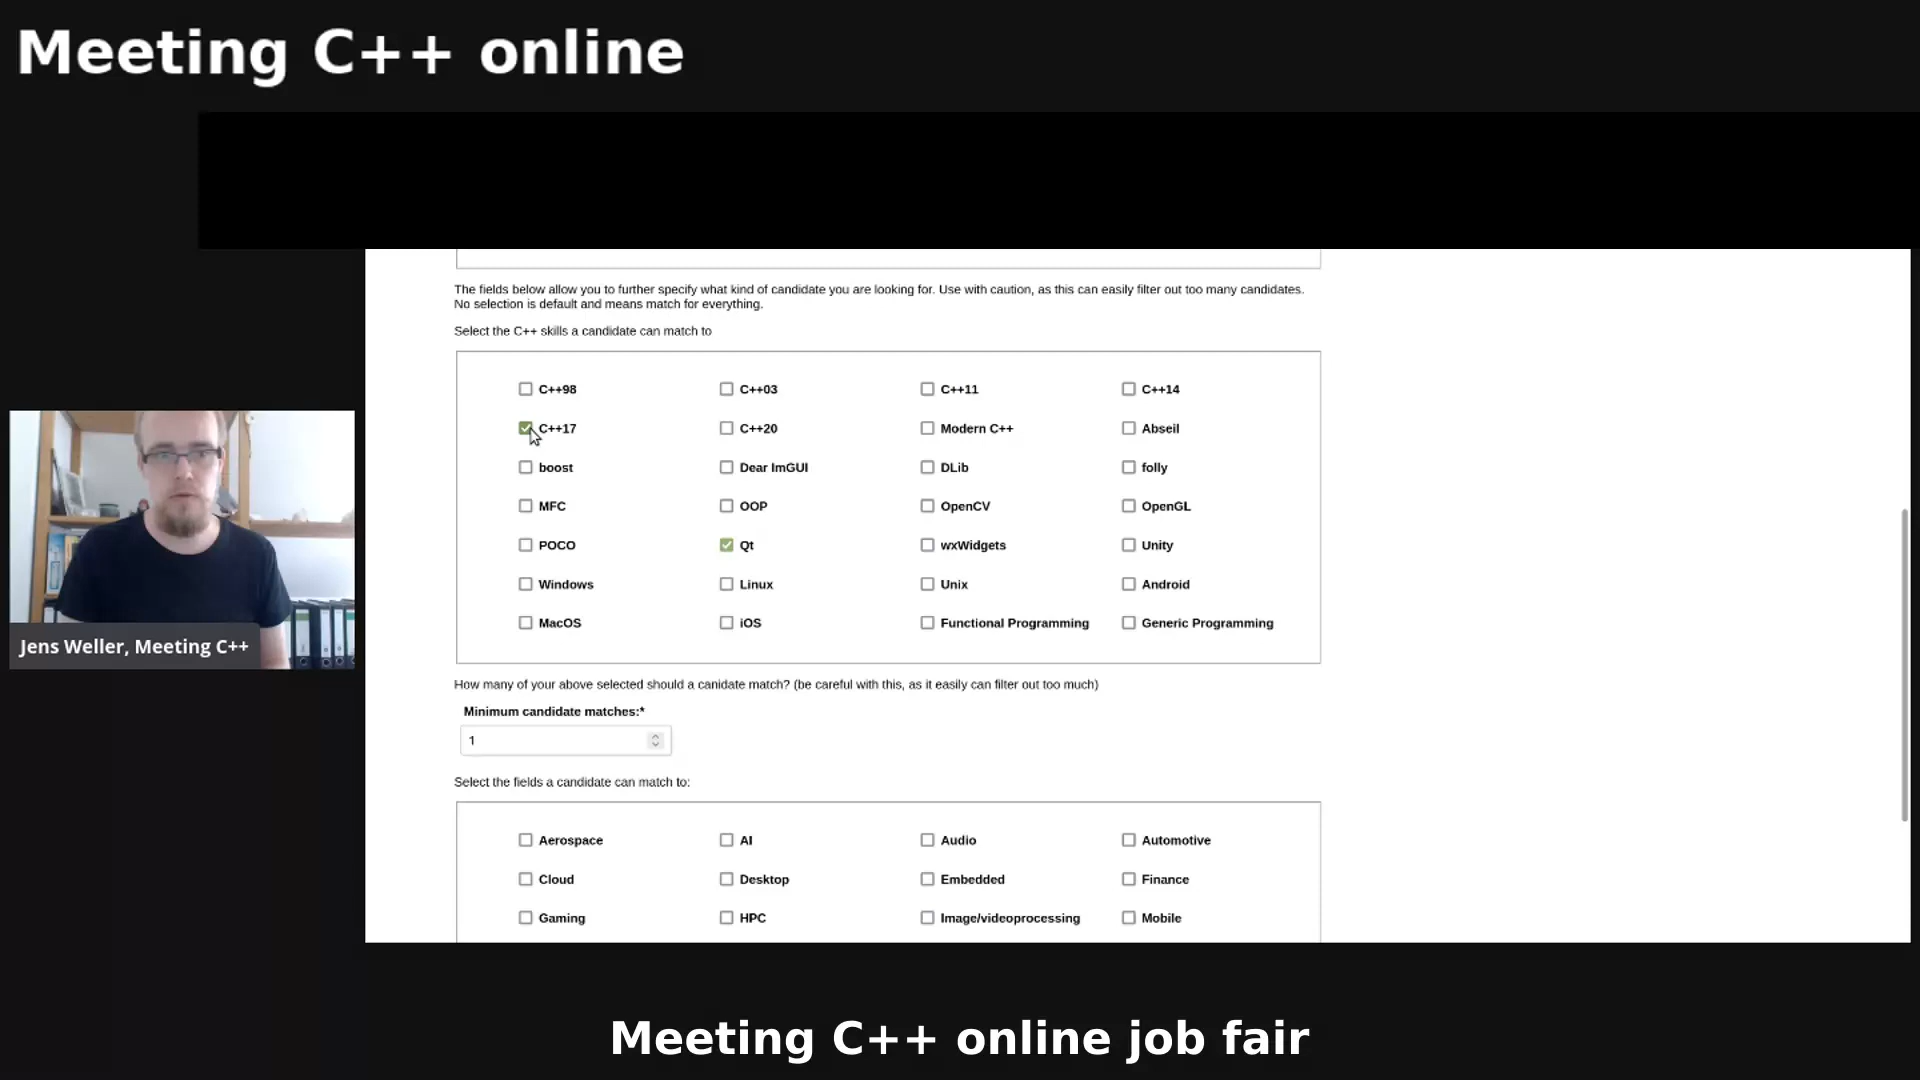 Meeting C++ online
The fields below allow you to further specify what kind of candidate you are looking for. Use with caution, as this can easily filter out too many candidates.
No selection is default and means match for everything.
Select the C++ skills a candidate can match to
C++98 C++03 C++11 C++14
C++17 C++20 Modern C++ Abseil
boost Dear ImGUI DLib folly
MFC OOP OpenCV OpenGL
POCO Qt wxWidgets Unity
Windows Linux Unix Android
MacOS iOS Functional Programming Generic Programming
How many of your above selected should a canidate match? (be careful with this, as it easily can filter out too much)
Minimum candidate matches:*
1
Select the fields a candidate can match to:
Aerospace AI Audio Automotive
Cloud Desktop Embedded Finance
Gaming HPC Image/videoprocessing Mobile
Jens Weller, Meeting C++
Meeting C++ online job fair